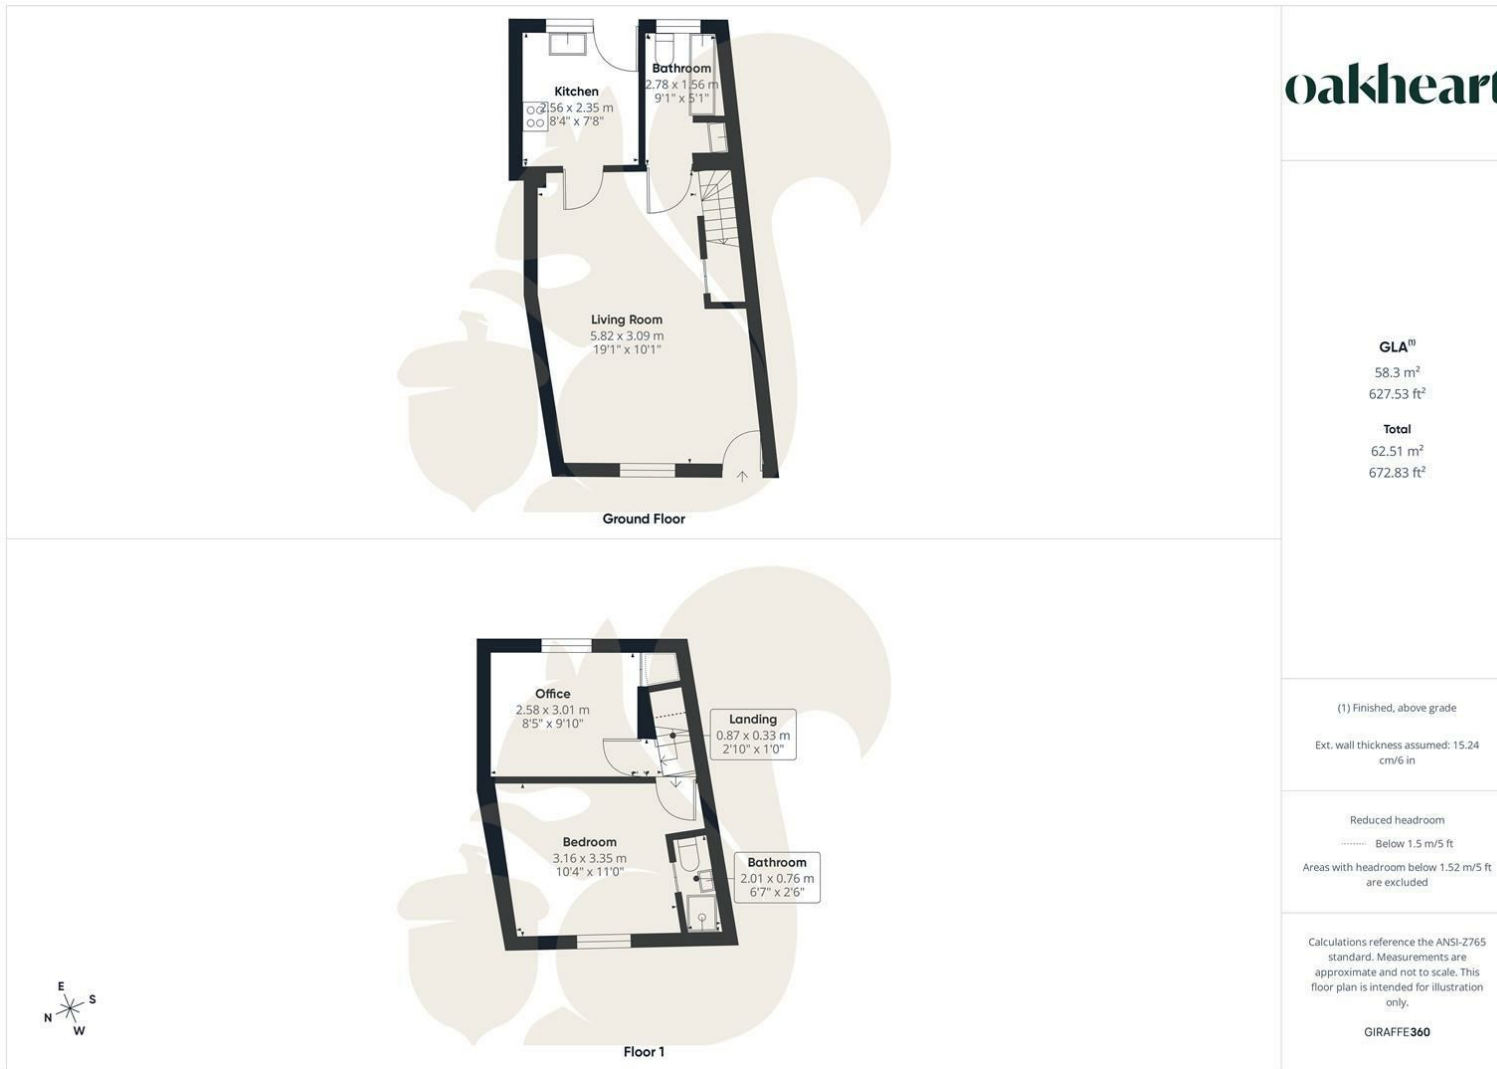 Kitchen
2.56 x 2.35 m
8'4" x 7'8"
Bathroom
2.78 x 1.56 m
9'1" x 5'1"
Living Room
5.82 x 3.09 m
19'1" x 10'1"
Ground Floor
Office
2.58 x 3.01 m
8'5" x 9'10"
Landing
0.87 x 0.33 m
2'10" x 1'0"
Bedroom
3.16 x 3.35 m
10'4" x 11'0"
Bathroom
2.01 x 0.76 m
6'7" x 2'6"
E
S
N
W
Floor 1
oakheart
GLA(1)
58.3 m²
627.53 ft²
Total
62.51 m²
672.83 ft²
(1) Finished, above grade
Ext. wall thickness assumed: 15.24
cm/6 in
Reduced headroom
Below 1.5 m/5 ft
Areas with headroom below 1.52 m/5 ft
are excluded
Calculations reference the ANSI-Z765
standard. Measurements are
approximate and not to scale. This
floor plan is intended for illustration
only.
GIRAFFE360